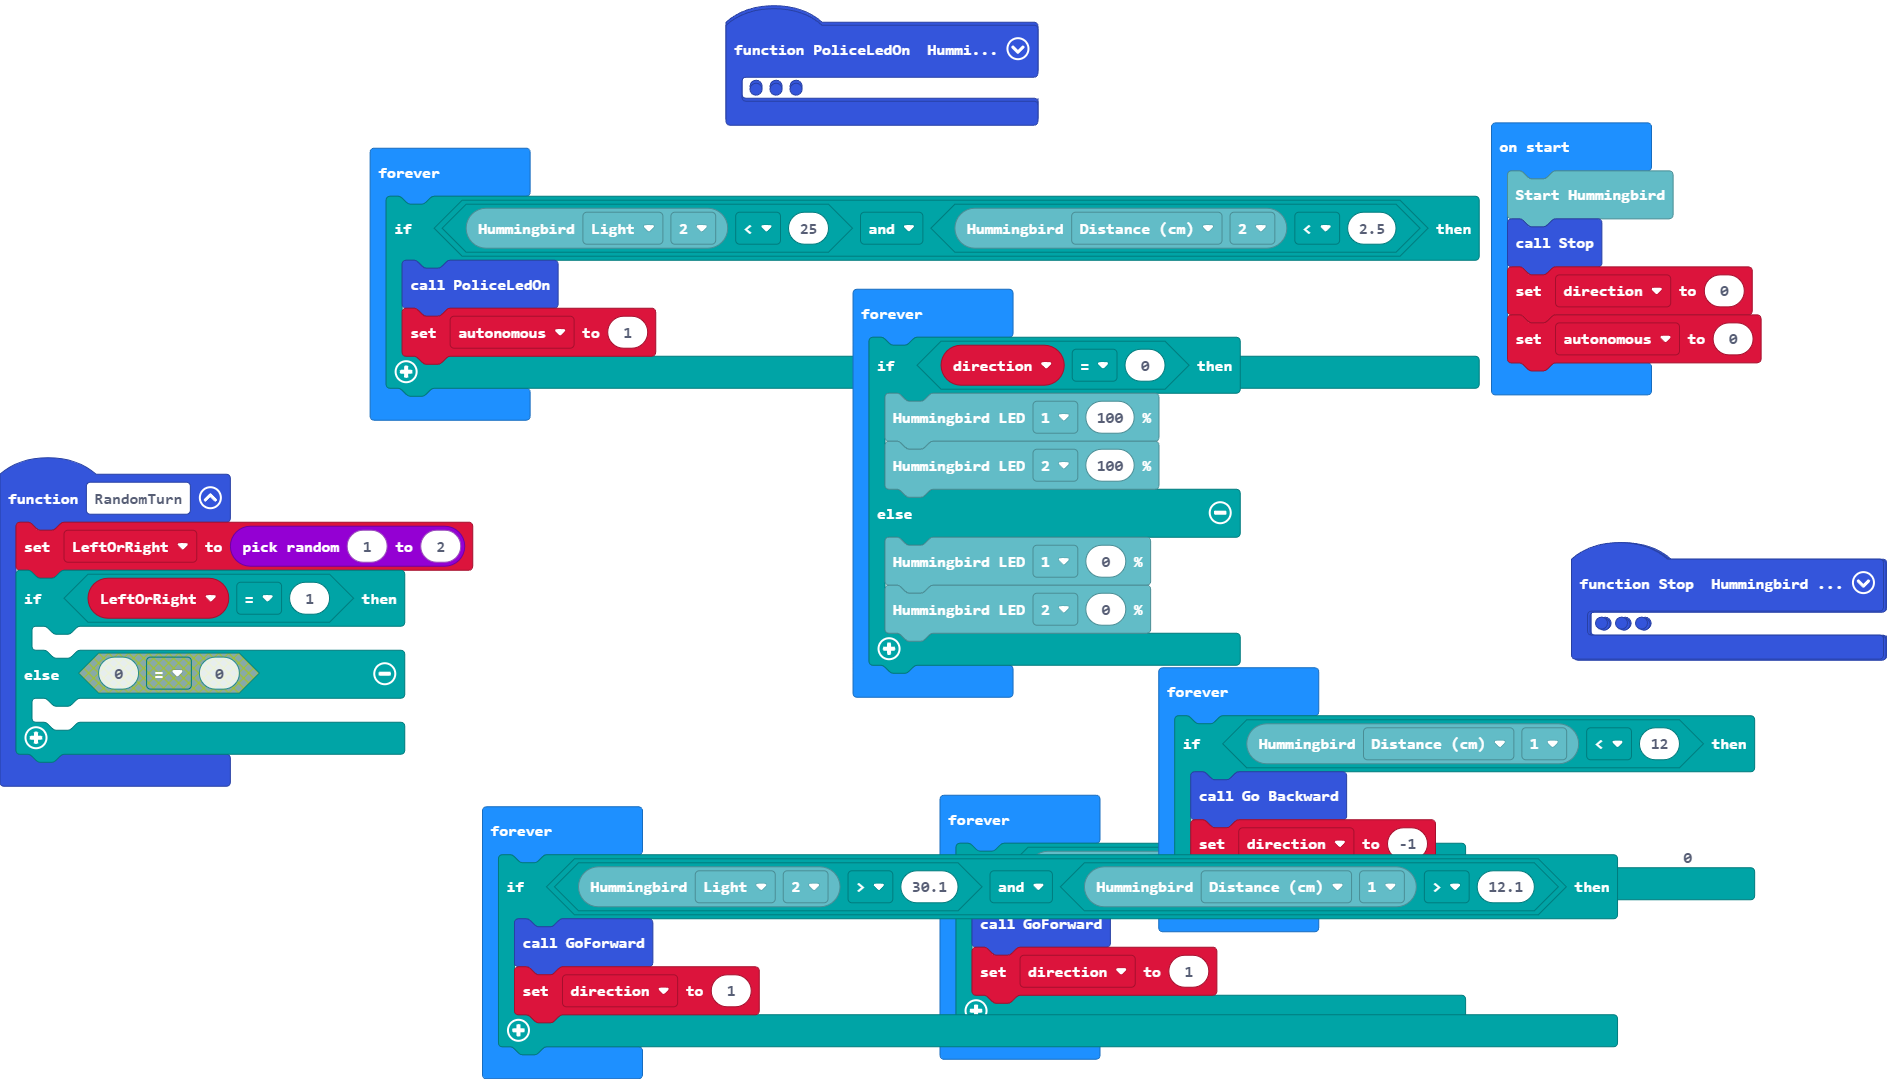 function PoliceLedOn Hummi...
forever
if Hummingbird Light 2 < 25 and Hummingbird Distance (cm) 2 < 2.5 then
call PoliceLedOn
set autonomous to 1
on start
Start Hummingbird
call Stop
set direction to 0
set autonomous to 0
forever
if direction = 0 then
Hummingbird LED 1 100 %
Hummingbird LED 2 100 %
else
Hummingbird LED 1 0 %
Hummingbird LED 2 0 %
function RandomTurn
set LeftOrRight to pick random 1 to 2
if LeftOrRight = 1 then
else 0 = 0
function Stop Hummingbird ...
forever
if Hummingbird Distance (cm) 1 < 12 then
call Go Backward
set direction to -1
0
forever
call GoForward
set direction to 1
forever
if Hummingbird Light 2 > 30.1 and Hummingbird Distance (cm) 1 > 12.1 then
call GoForward
set direction to 1